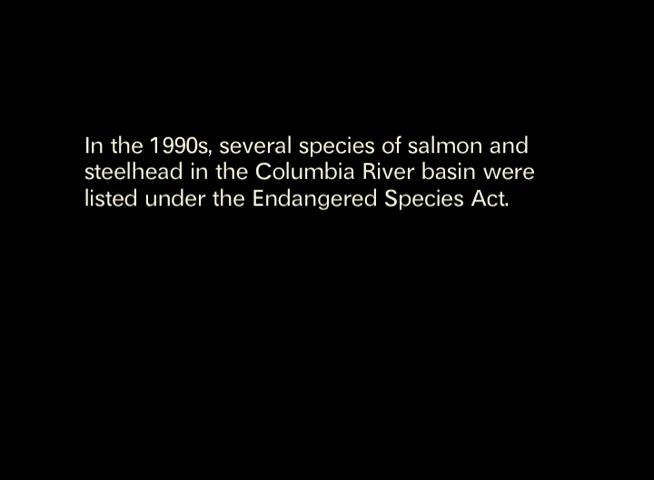 In the 1990s, several species of salmon and
steelhead in the Columbia River basin were
listed under the Endangered Species Act.